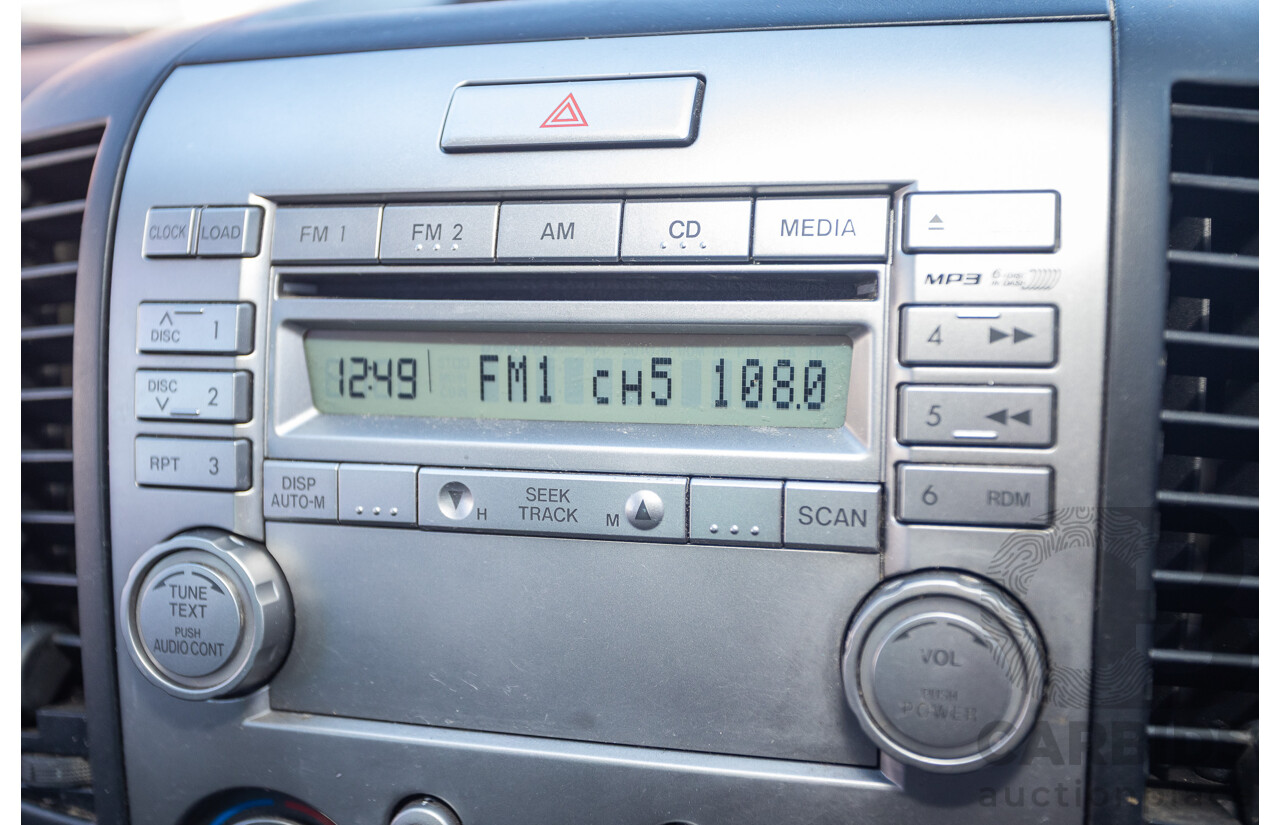 CLOCK LOAD FM 1 FM 2 AM CD MEDIA
MP3
DISC 1
12:49 FM1 CH5 108.0
4
DISC 2
5
RPT 3
DISP
AUTO-M
H SEEK
TRACK M
SCAN
6 RDM
TUNE
TEXT
PUSH
AUDIO CONT
VOL
PUSH
POWER
CARBIDS